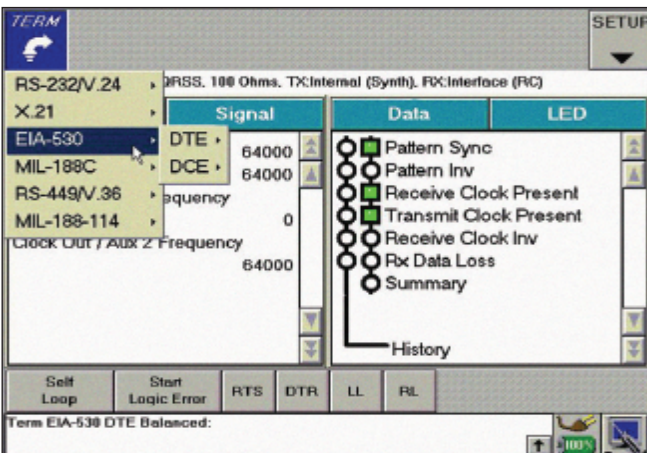 TERM
SETUP
RS-232/V.24
QRSS, 100 Ohms, TX:Internal (Synth), RX:Interface (RC)
X.21
Signal
Data
LED
EIA-530
DTE
64000
Pattern Sync
MIL-188C
DCE
64000
Pattern Inv
RS-449/V.36
equency
Receive Clock Present
MIL-188-114
0
Transmit Clock Present
Clock Out / Aux 2 Frequency
Receive Clock Inv
64000
Rx Data Loss
Summary
History
Self Loop
Start Logic Error
RTS
DTR
LL
RL
Term EIA-530 DTE Balanced:
100%